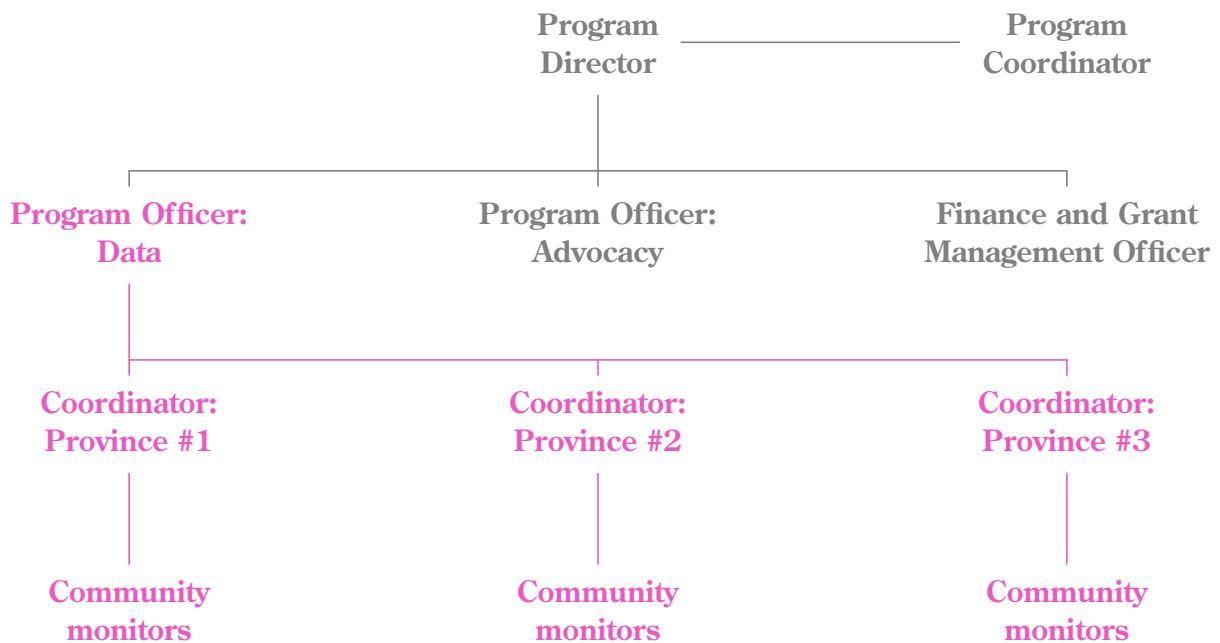 Program
Director
Program
Coordinator
Program Officer:
Data
Program Officer:
Advocacy
Finance and Grant
Management Officer
Coordinator:
Province #1
Coordinator:
Province #2
Coordinator:
Province #3
Community
monitors
Community
monitors
Community
monitors